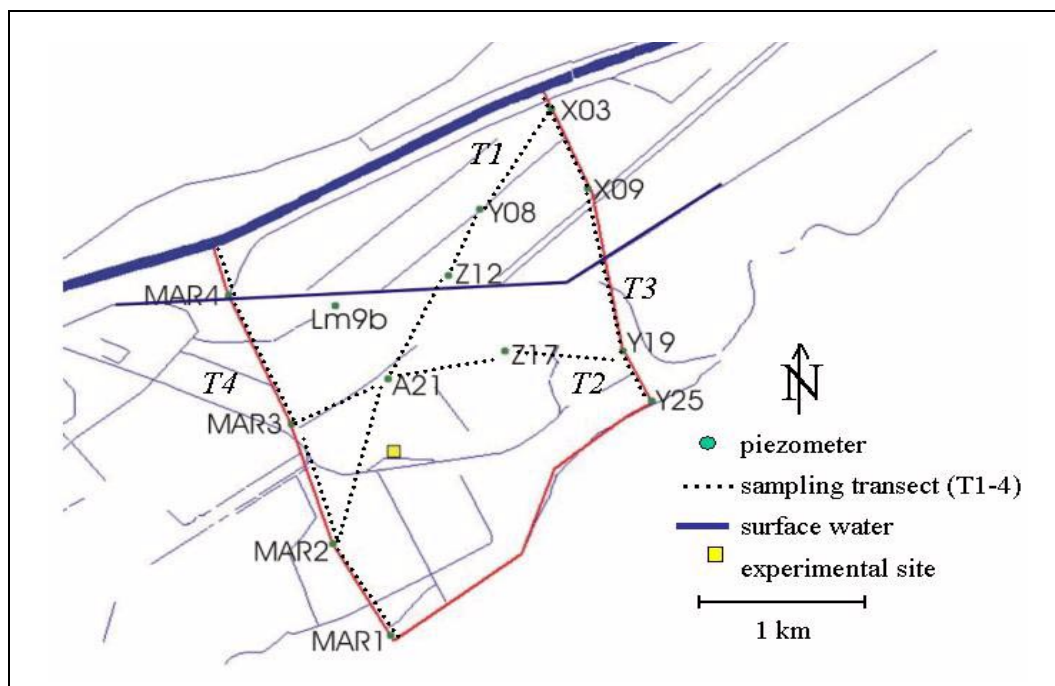 X03
T1
X09
Y08
Z12
T3
MAR4
Lm9b
Y19
Z17
T2
A21
T4
Y25
MAR3
N
piezometer
sampling transect (T1-4)
MAR2
surface water
experimental site
MAR1
1 km